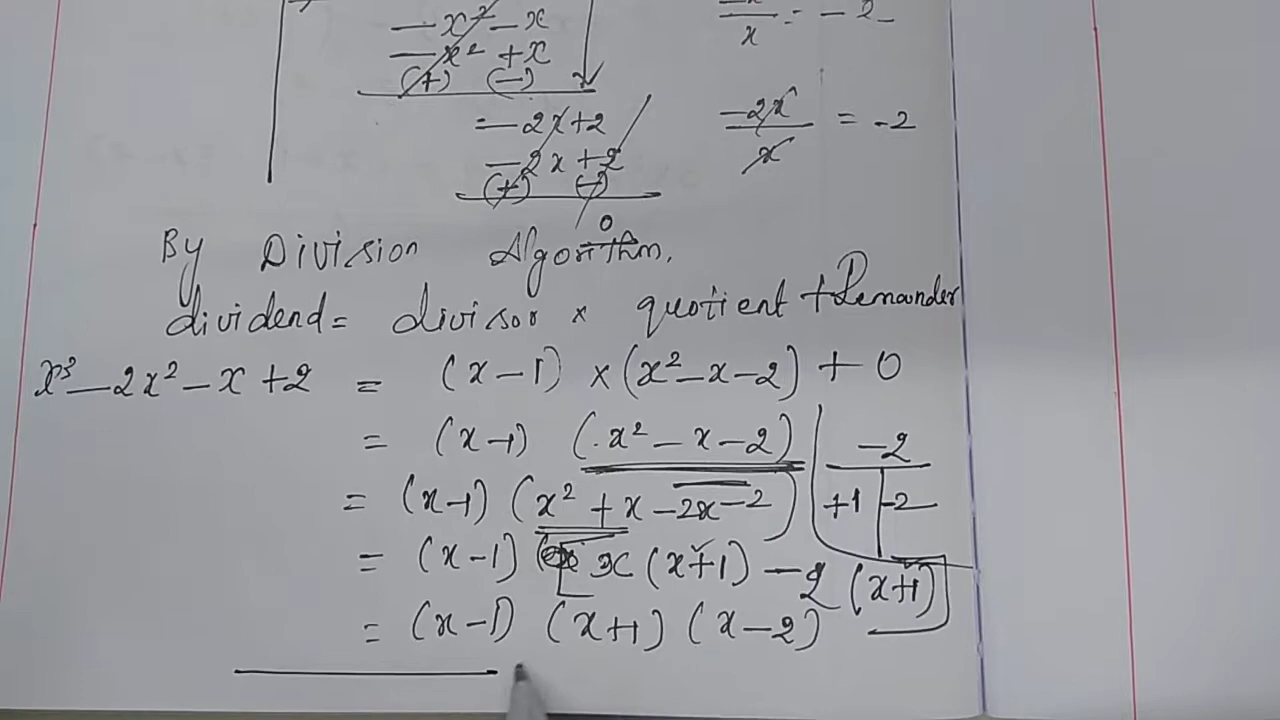 —x² — x
—x² + x
(+) (—)
= —2x+2
—2x+2
(+) (—)
0
x = — 2
—2x / x = -2
By Division Algorithm.
dividend = divisor × quotient + Remander
x³ — 2x² — x + 2 = (x — 1) × (x² — x — 2) + 0
= (x — 1) (x² — x — 2)
-2
+1 -2
= (x — 1) (x² + x — 2x — 2)
= (x — 1) [x (x+1) — 2 (x+1)]
= (x — 1) (x+1) (x — 2)